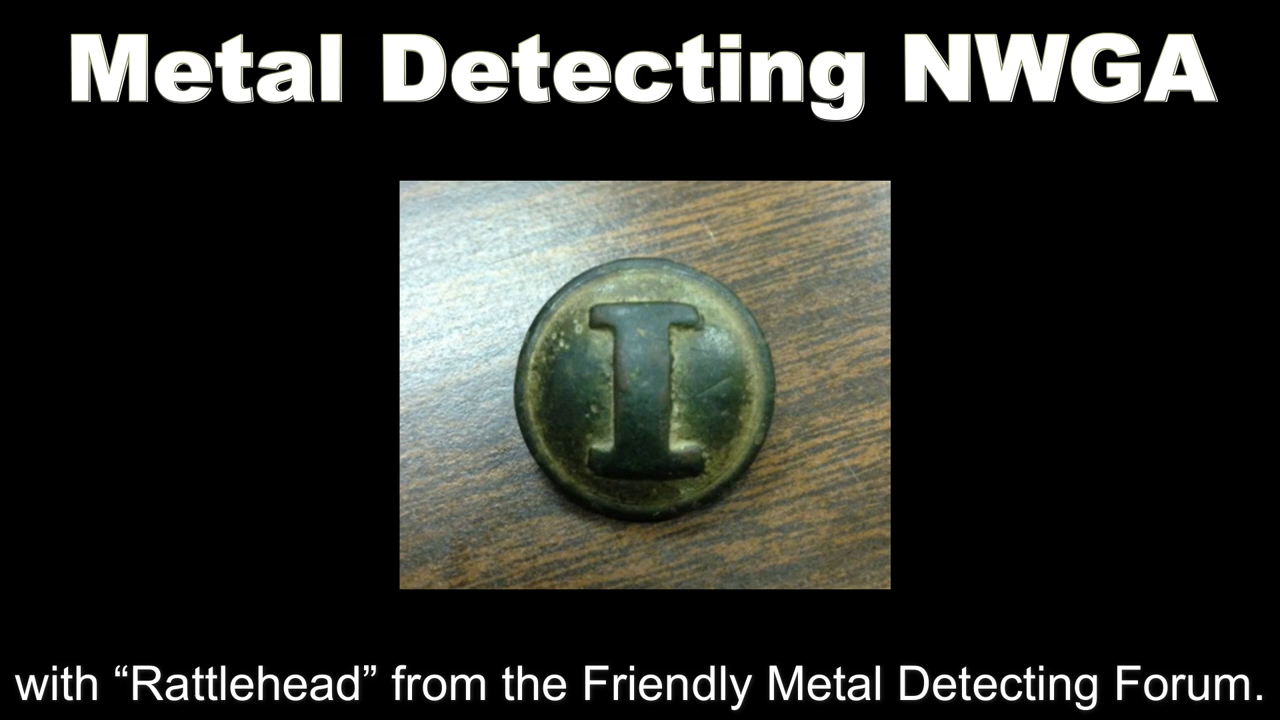 Metal Detecting NWGA
I
with “Rattlehead” from the Friendly Metal Detecting Forum.